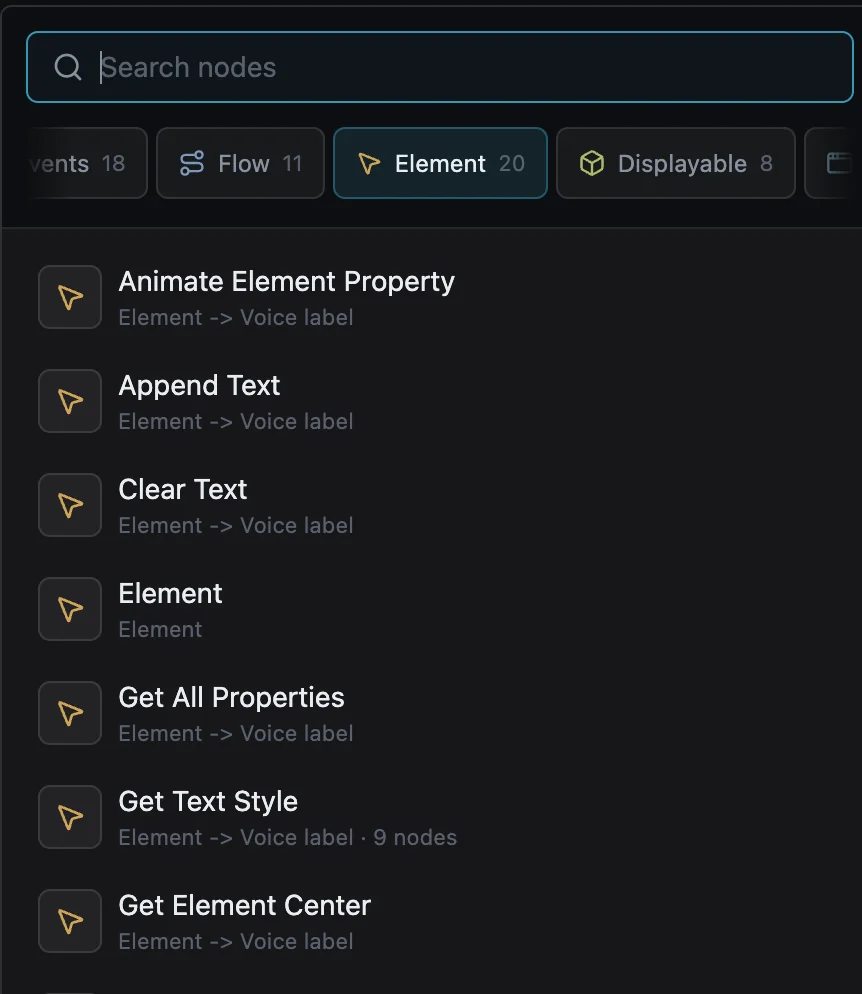 Search nodes
vents 18
Flow 11
Element 20
Displayable 8
Animate Element Property
Element -> Voice label
Append Text
Element -> Voice label
Clear Text
Element -> Voice label
Element
Element
Get All Properties
Element -> Voice label
Get Text Style
Element -> Voice label · 9 nodes
Get Element Center
Element -> Voice label